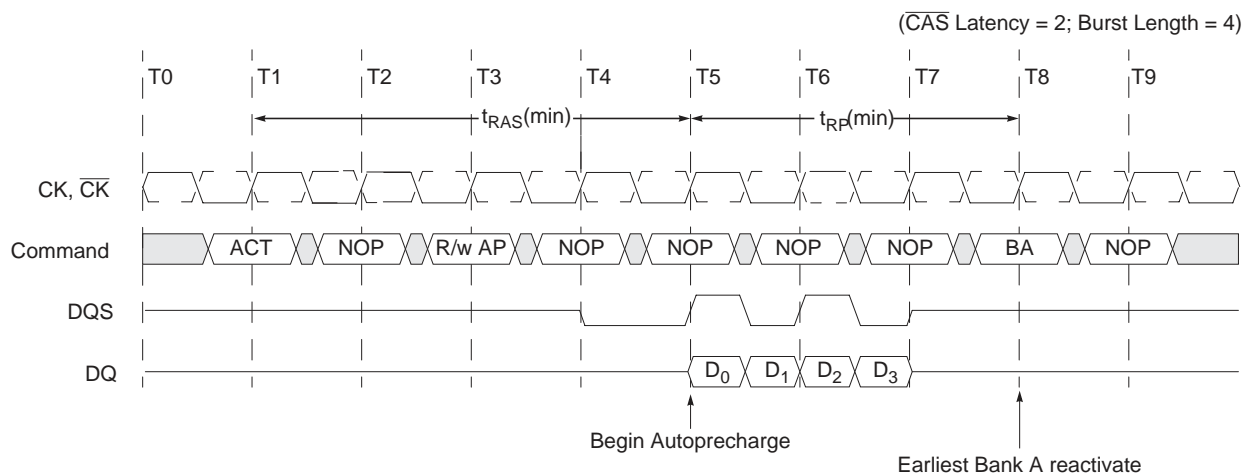 (CAS Latency = 2; Burst Length = 4)
T0 T1 T2 T3 T4 T5 T6 T7 T8 T9
tRAS(min) tRP(min)
CK, CK
Command ACT NOP R/w AP NOP NOP NOP NOP BA NOP
DQS
DQ D0 D1 D2 D3
Begin Autoprecharge
Earliest Bank A reactivate